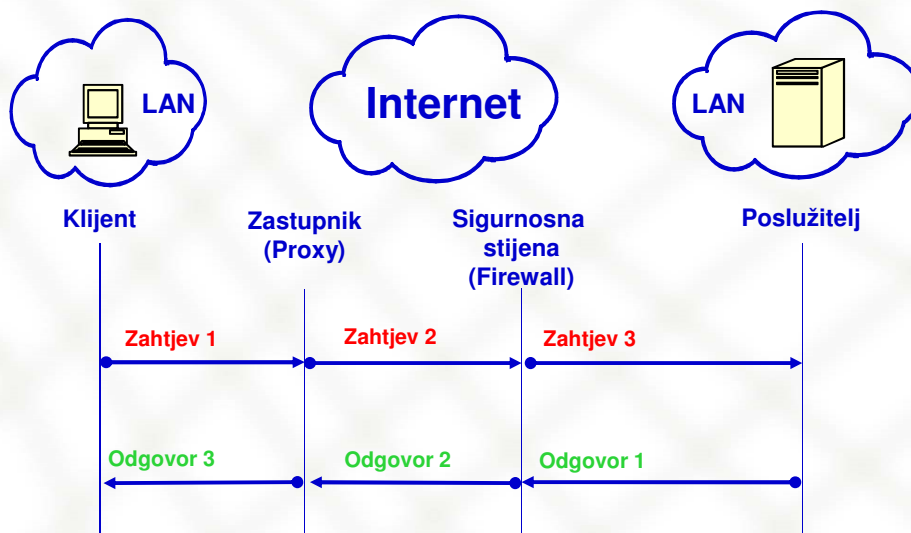 LAN
Internet
LAN
Klijent
Zastupnik
(Proxy)
Sigurnosna
stijena
(Firewall)
Poslužitelj
Zahtjev 1
Zahtjev 2
Zahtjev 3
Odgovor 3
Odgovor 2
Odgovor 1